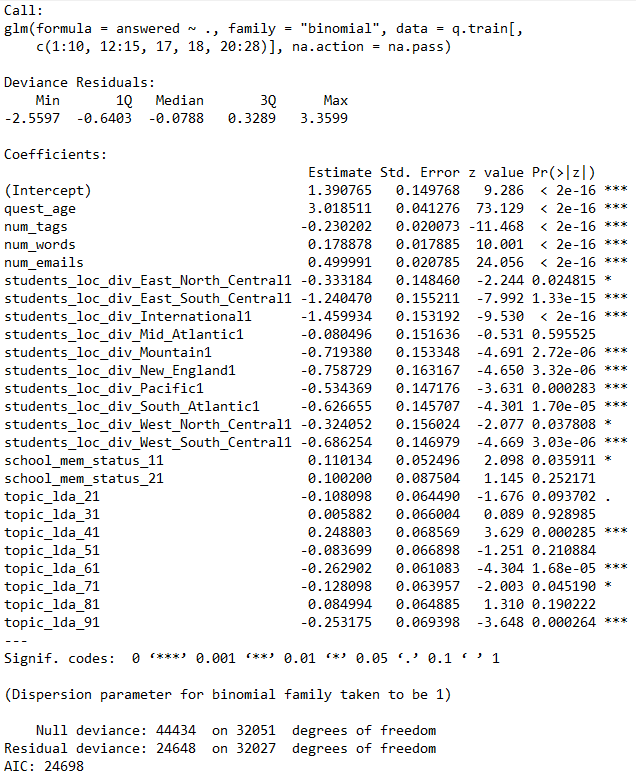 Call:
glm(formula = answered ~ ., family = "binomial", data = q.train[,
    c(1:10, 12:15, 17, 18, 20:28)], na.action = na.pass)

Deviance Residuals:
    Min       1Q   Median       3Q      Max
-2.5597  -0.6403  -0.0788   0.3289   3.3599

Coefficients:
                                     Estimate Std. Error z value Pr(>|z|)
(Intercept)                          1.390765   0.149768   9.286  < 2e-16 ***
quest_age                            3.018511   0.041276  73.129  < 2e-16 ***
num_tags                            -0.230202   0.020073 -11.468  < 2e-16 ***
num_words                            0.178878   0.017885  10.001  < 2e-16 ***
num_emails                           0.499991   0.020785  24.056  < 2e-16 ***
students_loc_div_East_North_Central1 -0.333184   0.148460  -2.244 0.024815 *
students_loc_div_East_South_Central1 -1.240470   0.155211  -7.992 1.33e-15 ***
students_loc_div_International1     -1.459934   0.153192  -9.530  < 2e-16 ***
students_loc_div_Mid_Atlantic1      -0.080496   0.151636  -0.531 0.595525
students_loc_div_Mountain1          -0.719380   0.153348  -4.691 2.72e-06 ***
students_loc_div_New_England1       -0.758729   0.163167  -4.650 3.32e-06 ***
students_loc_div_Pacific1           -0.534369   0.147176  -3.631 0.000283 ***
students_loc_div_South_Atlantic1    -0.626655   0.145707  -4.301 1.70e-05 ***
students_loc_div_West_North_Central1 -0.324052   0.156024  -2.077 0.037808 *
students_loc_div_West_South_Central1 -0.686254   0.146979  -4.669 3.03e-06 ***
school_mem_status_11                 0.110134   0.052496   2.098 0.035911 *
school_mem_status_21                 0.100200   0.087504   1.145 0.252171
topic_lda_21                        -0.108098   0.064490  -1.676 0.093702 .
topic_lda_31                         0.005882   0.066004   0.089 0.928985
topic_lda_41                         0.248803   0.068569   3.629 0.000285 ***
topic_lda_51                        -0.083699   0.066898  -1.251 0.210884
topic_lda_61                        -0.262902   0.061083  -4.304 1.68e-05 ***
topic_lda_71                        -0.128098   0.063957  -2.003 0.045190 *
topic_lda_81                         0.084994   0.064885   1.310 0.190222
topic_lda_91                        -0.253175   0.069398  -3.648 0.000264 ***
---
Signif. codes:  0 ‘***’ 0.001 ‘**’ 0.01 ‘*’ 0.05 ‘.’ 0.1 ‘ ’ 1

(Dispersion parameter for binomial family taken to be 1)

    Null deviance: 44434  on 32051  degrees of freedom
Residual deviance: 24648  on 32027  degrees of freedom
AIC: 24698